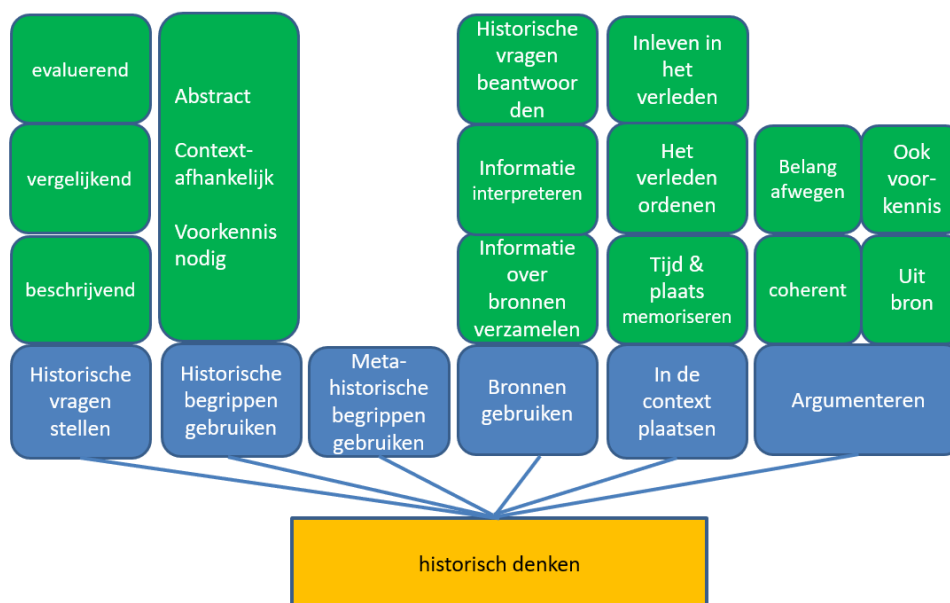 evaluerend
vergelijkend
beschrijvend
Historische
vragen
stellen
Abstract
Context-
afhankelijk
Voorkennis
nodig
Historische
begrippen
gebruiken
Meta-
historische
begrippen
gebruiken
Historische
vragen
beantwoor
den
Informatie
interpreteren
Informatie
over
bronnen
verzamelen
Bronnen
gebruiken
Inleven in
het
verleden
Het
verleden
ordenen
Tijd &
plaats
memoriseren
In de
context
plaatsen
Belang
afwegen
Ook
voor-
kennis
coherent
Uit
bron
Argumenteren
historisch denken